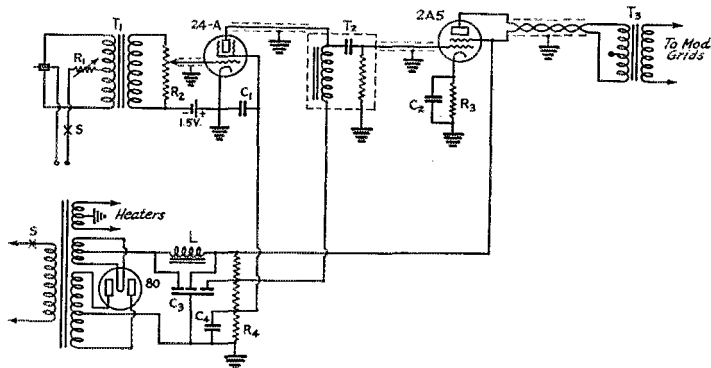 T1
24-A
T2
2A5
T3
To Mod.
Grids
R1
R2
C1
1.5V.
- +
C2
R3
S
S
Heaters
L
80
C3
C4
R4